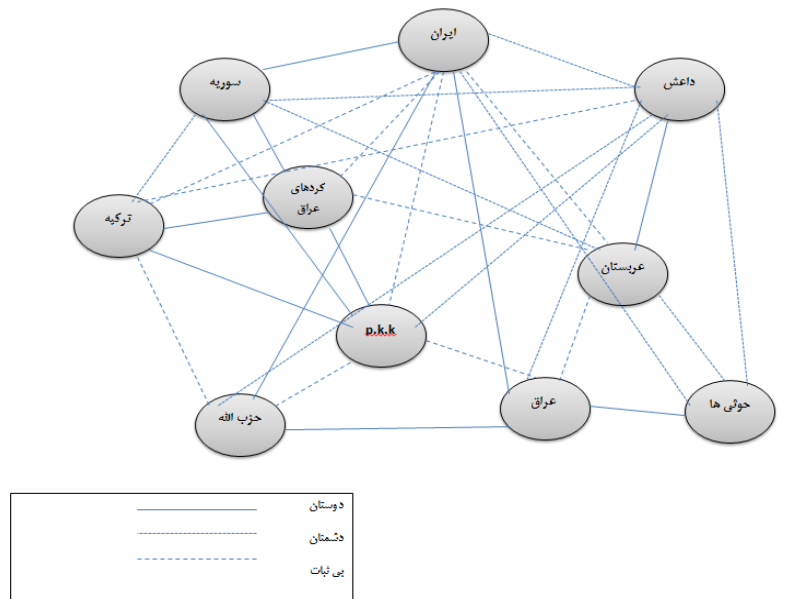 ایران
سوریه
داعش
کردهای
عراق
ترکیه
عربستان
p.k.k
عراق
حوثی ها
حزب الله
دوستان
دشمنان
بی ثبات